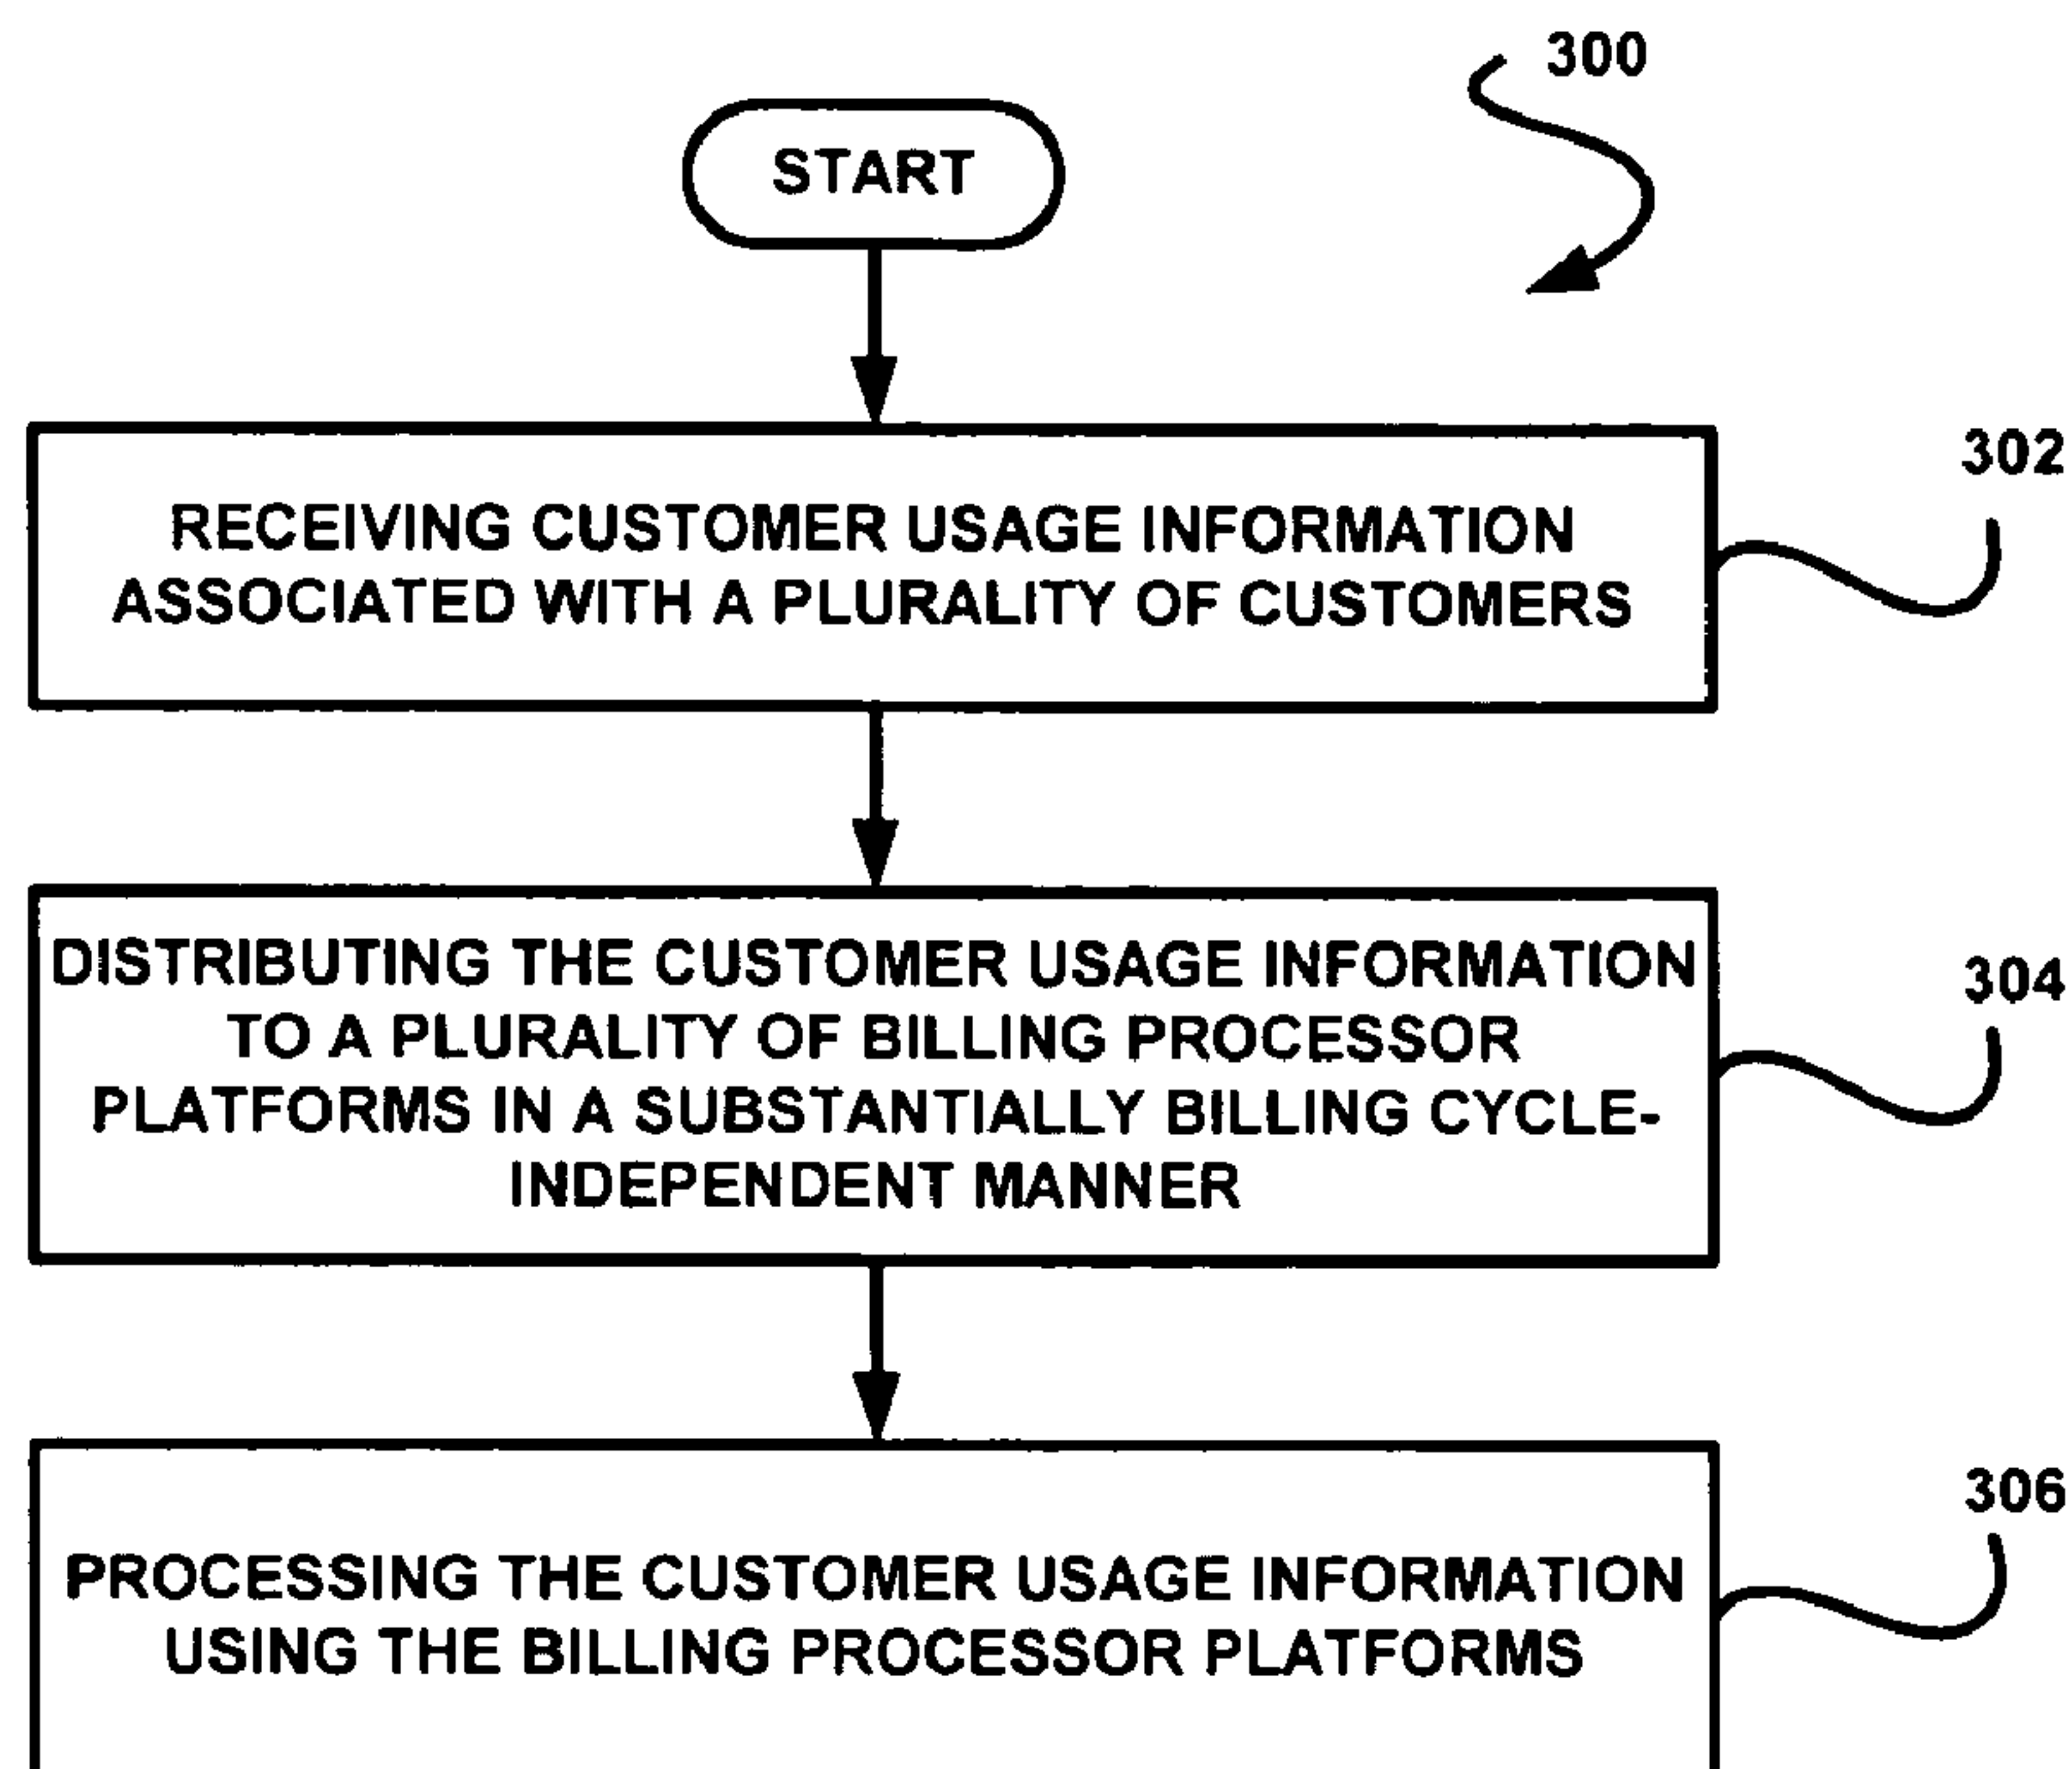 300
START
302
RECEIVING CUSTOMER USAGE INFORMATION
ASSOCIATED WITH A PLURALITY OF CUSTOMERS
304
DISTRIBUTING THE CUSTOMER USAGE INFORMATION
TO A PLURALITY OF BILLING PROCESSOR
PLATFORMS IN A SUBSTANTIALLY BILLING CYCLE-
INDEPENDENT MANNER
306
PROCESSING THE CUSTOMER USAGE INFORMATION
USING THE BILLING PROCESSOR PLATFORMS